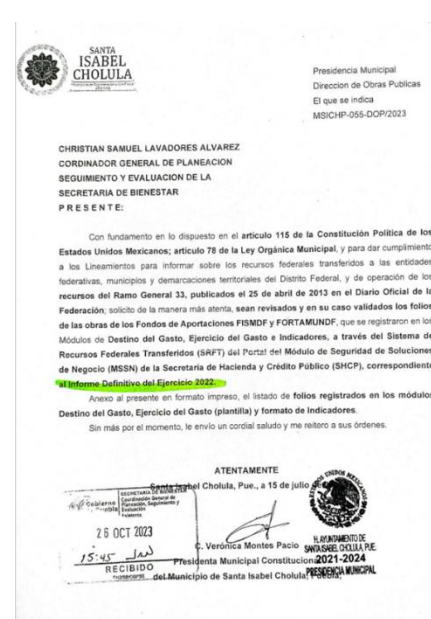 SANTA
ISABEL
CHOLULA
Presidencia Municipal
Direccion de Obras Publicas
El que se indica
MSICHP-055-DOP/2023
CHRISTIAN SAMUEL LAVADORES ALVAREZ
CORDINADOR GENERAL DE PLANEACION
SEGUIMIENTO Y EVALUACION DE LA
SECRETARIA DE BIENESTAR
P R E S E N T E:
Con fundamento en lo dispuesto en el artículo 115 de la Constitución Política de los
Estados Unidos Mexicanos; artículo 78 de la Ley Orgánica Municipal, y para dar cumplimiento
a los Lineamientos para informar sobre los recursos federales transferidos a las entidades
federativas, municipios y demarcaciones territoriales del Distrito Federal, y de operación de los
recursos del Ramo General 33, publicados el 25 de abril de 2013 en el Diario Oficial de la
Federación; solicito de la manera más atenta, sean revisados y en su caso validados los folios
de las obras de los Fondos de Aportaciones FISMDF y FORTAMUNDF, que se registraron en los
Módulos de Destino del Gasto, Ejercicio del Gasto e Indicadores, a través del Sistema de
Recursos Federales Transferidos (SRFT) del Portal del Módulo de Seguridad de Soluciones
de Negocio (MSSN) de la Secretaría de Hacienda y Crédito Público (SHCP), correspondiente
al Informe Definitivo del Ejercicio 2022.
Anexo al presente en formato impreso, el listado de folios registrados en los módulos
Destino del Gasto, Ejercicio del Gasto (plantilla) y formato de Indicadores.
Sin más por el momento, le envío un cordial saludo y me reitero a sus órdenes.
ATENTAMENTE
Santa Isabel Cholula, Pue., a 15 de julio
SECRETARÍA DE BIENESTAR
Coordinación General de
Planeación, Seguimiento y
Evaluación
Gobierno
26 OCT 2023
15:45
RECIBIDO
C. Verónica Montes Pacio
Presidenta Municipal Constitucional
del Municipio de Santa Isabel Cholula, Puebla;
H. AYUNTAMIENTO DE
SANTA ISABEL CHOLULA, PUE.
2021-2024
PRESIDENCIA MUNICIPAL